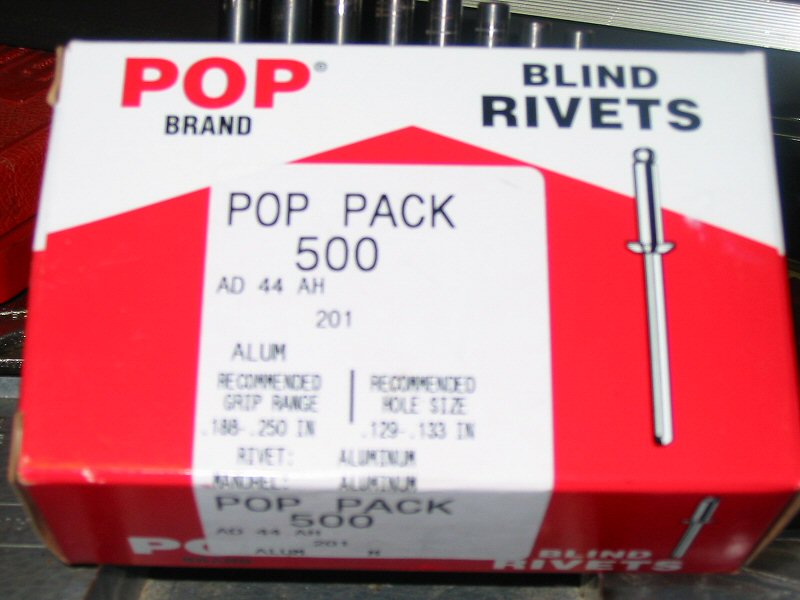 POP®
BRAND
BLIND
RIVETS
POP PACK
500
AD 44 AH
201
ALUM
RECOMMENDED GRIP RANGE
RECOMMENDED HOLE SIZE
.188-.250 IN
.129-.133 IN
RIVET: ALUMINUM
MANDREL: ALUMINUM
POP PACK
500
AD 44 AH
201
ALUM H
POP
BRAND
BLIND
RIVETS